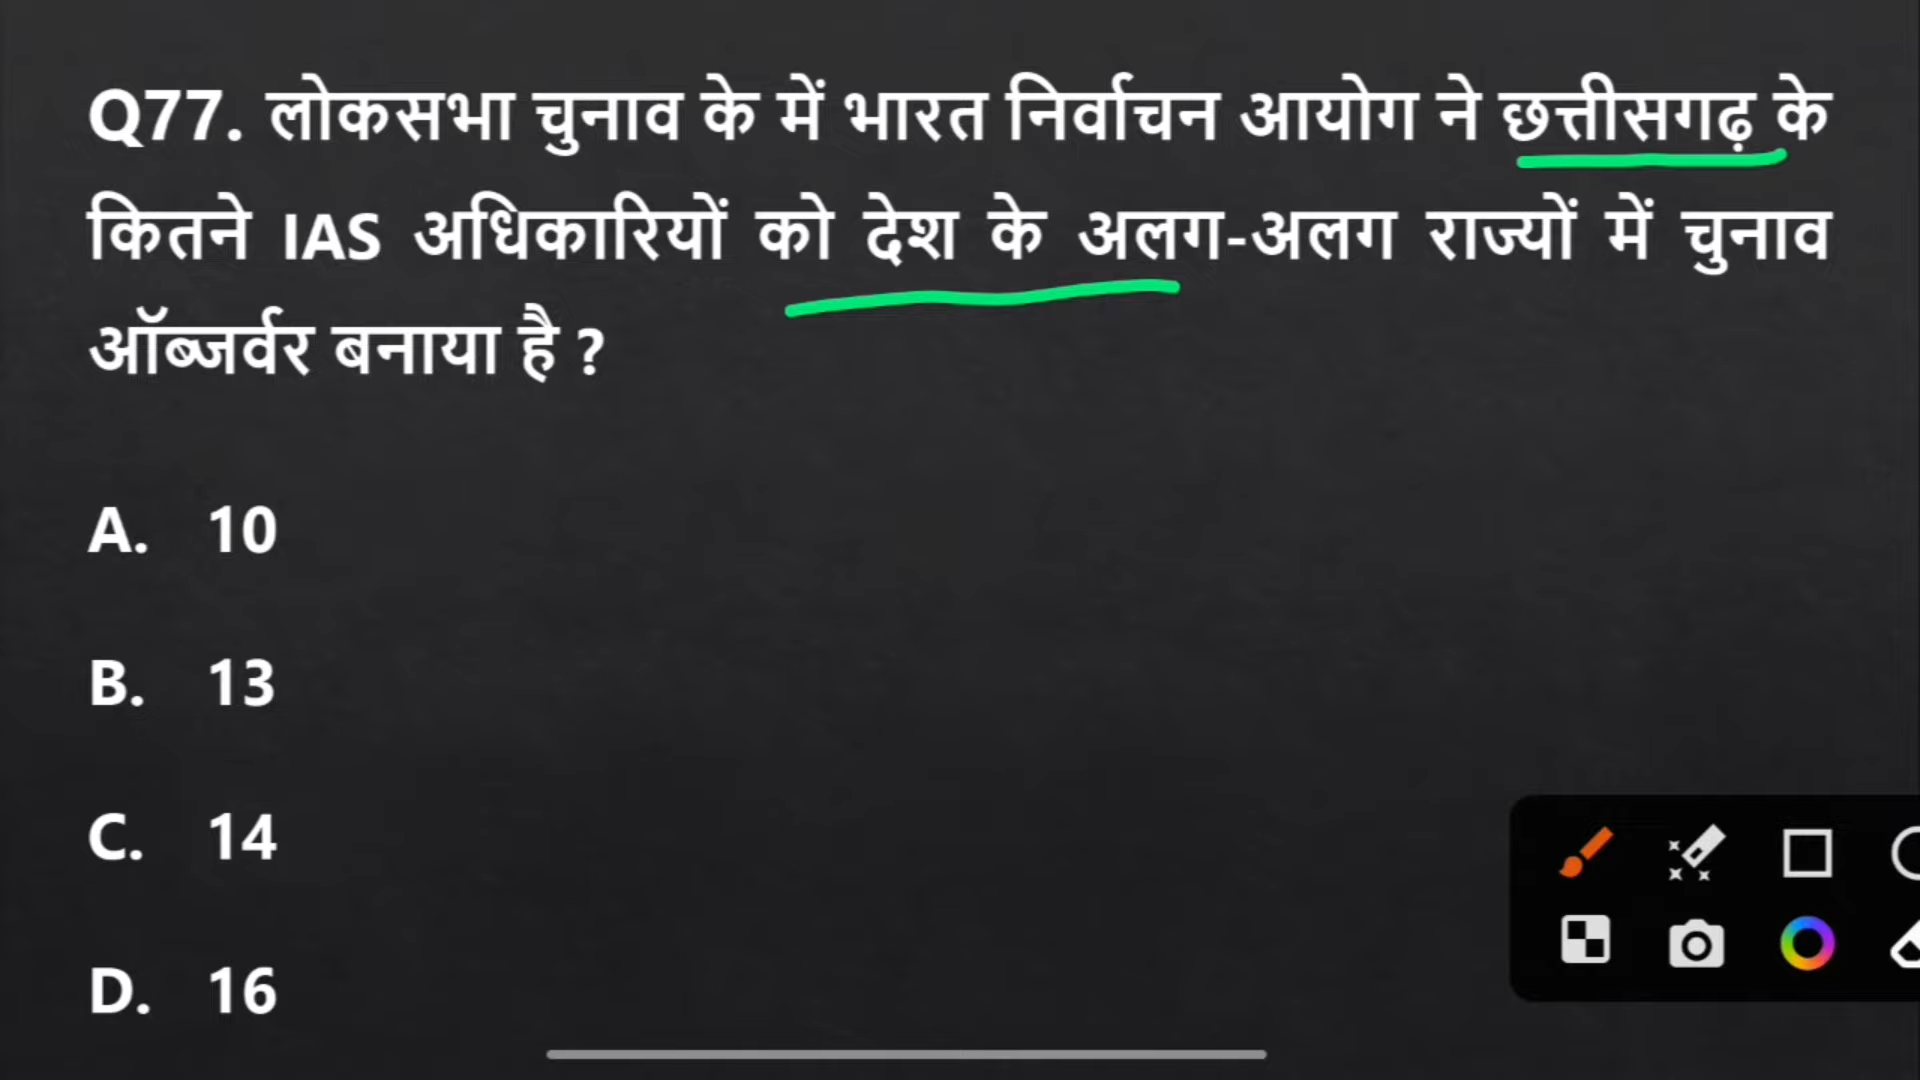 Q77. लोकसभा चुनाव के में भारत निर्वाचन आयोग ने छत्तीसगढ़ के
कितने IAS अधिकारियों को देश के अलग-अलग राज्यों में चुनाव
ऑब्जर्वर बनाया है ?
A. 10
B. 13
C. 14
D. 16